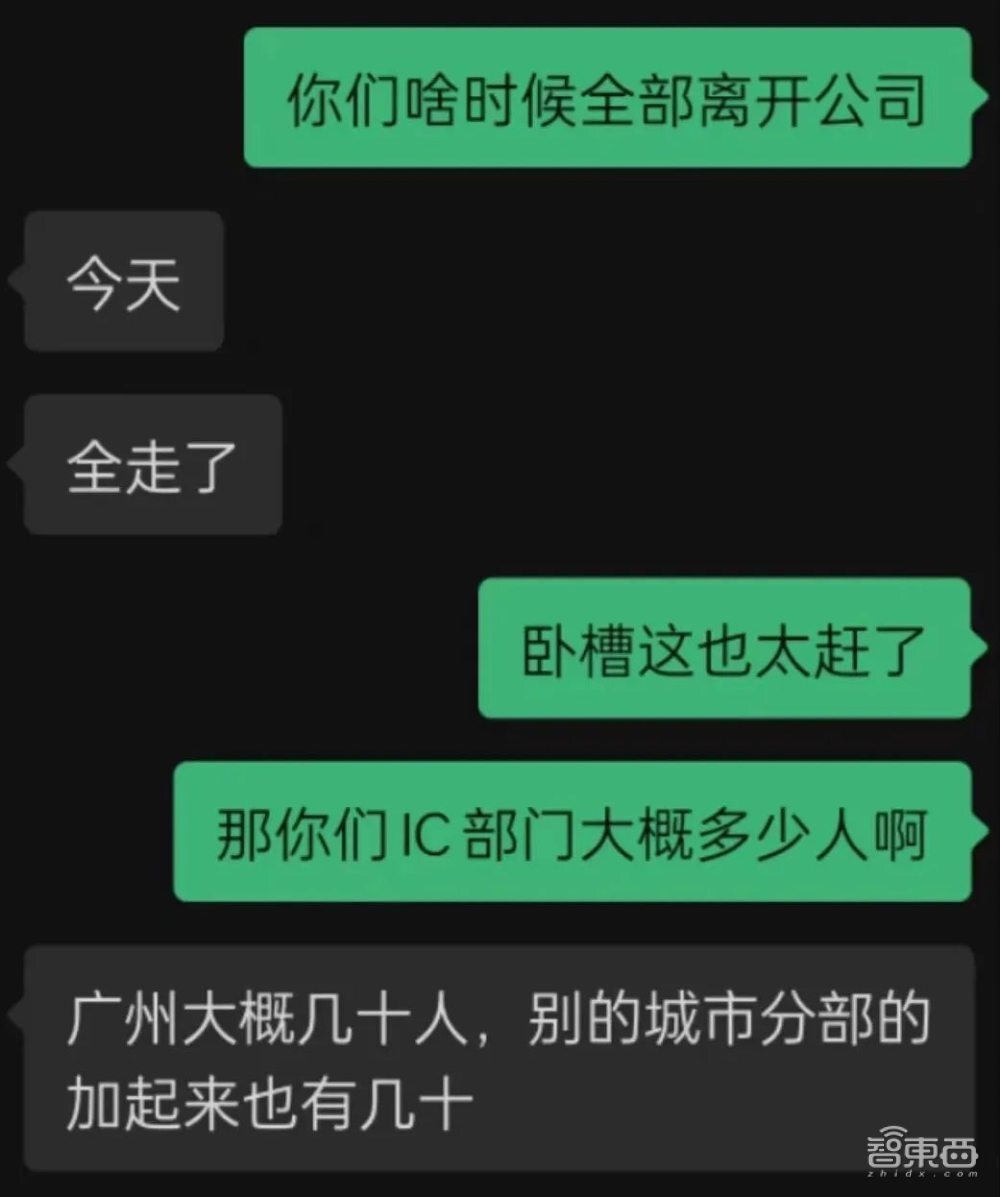 你们啥时候全部离开公司
今天
全走了
卧槽这也太赶了
那你们IC部门大概多少人啊
广州大概几十人，别的城市分部的
加起来也有几十
智東西
zhidx.com